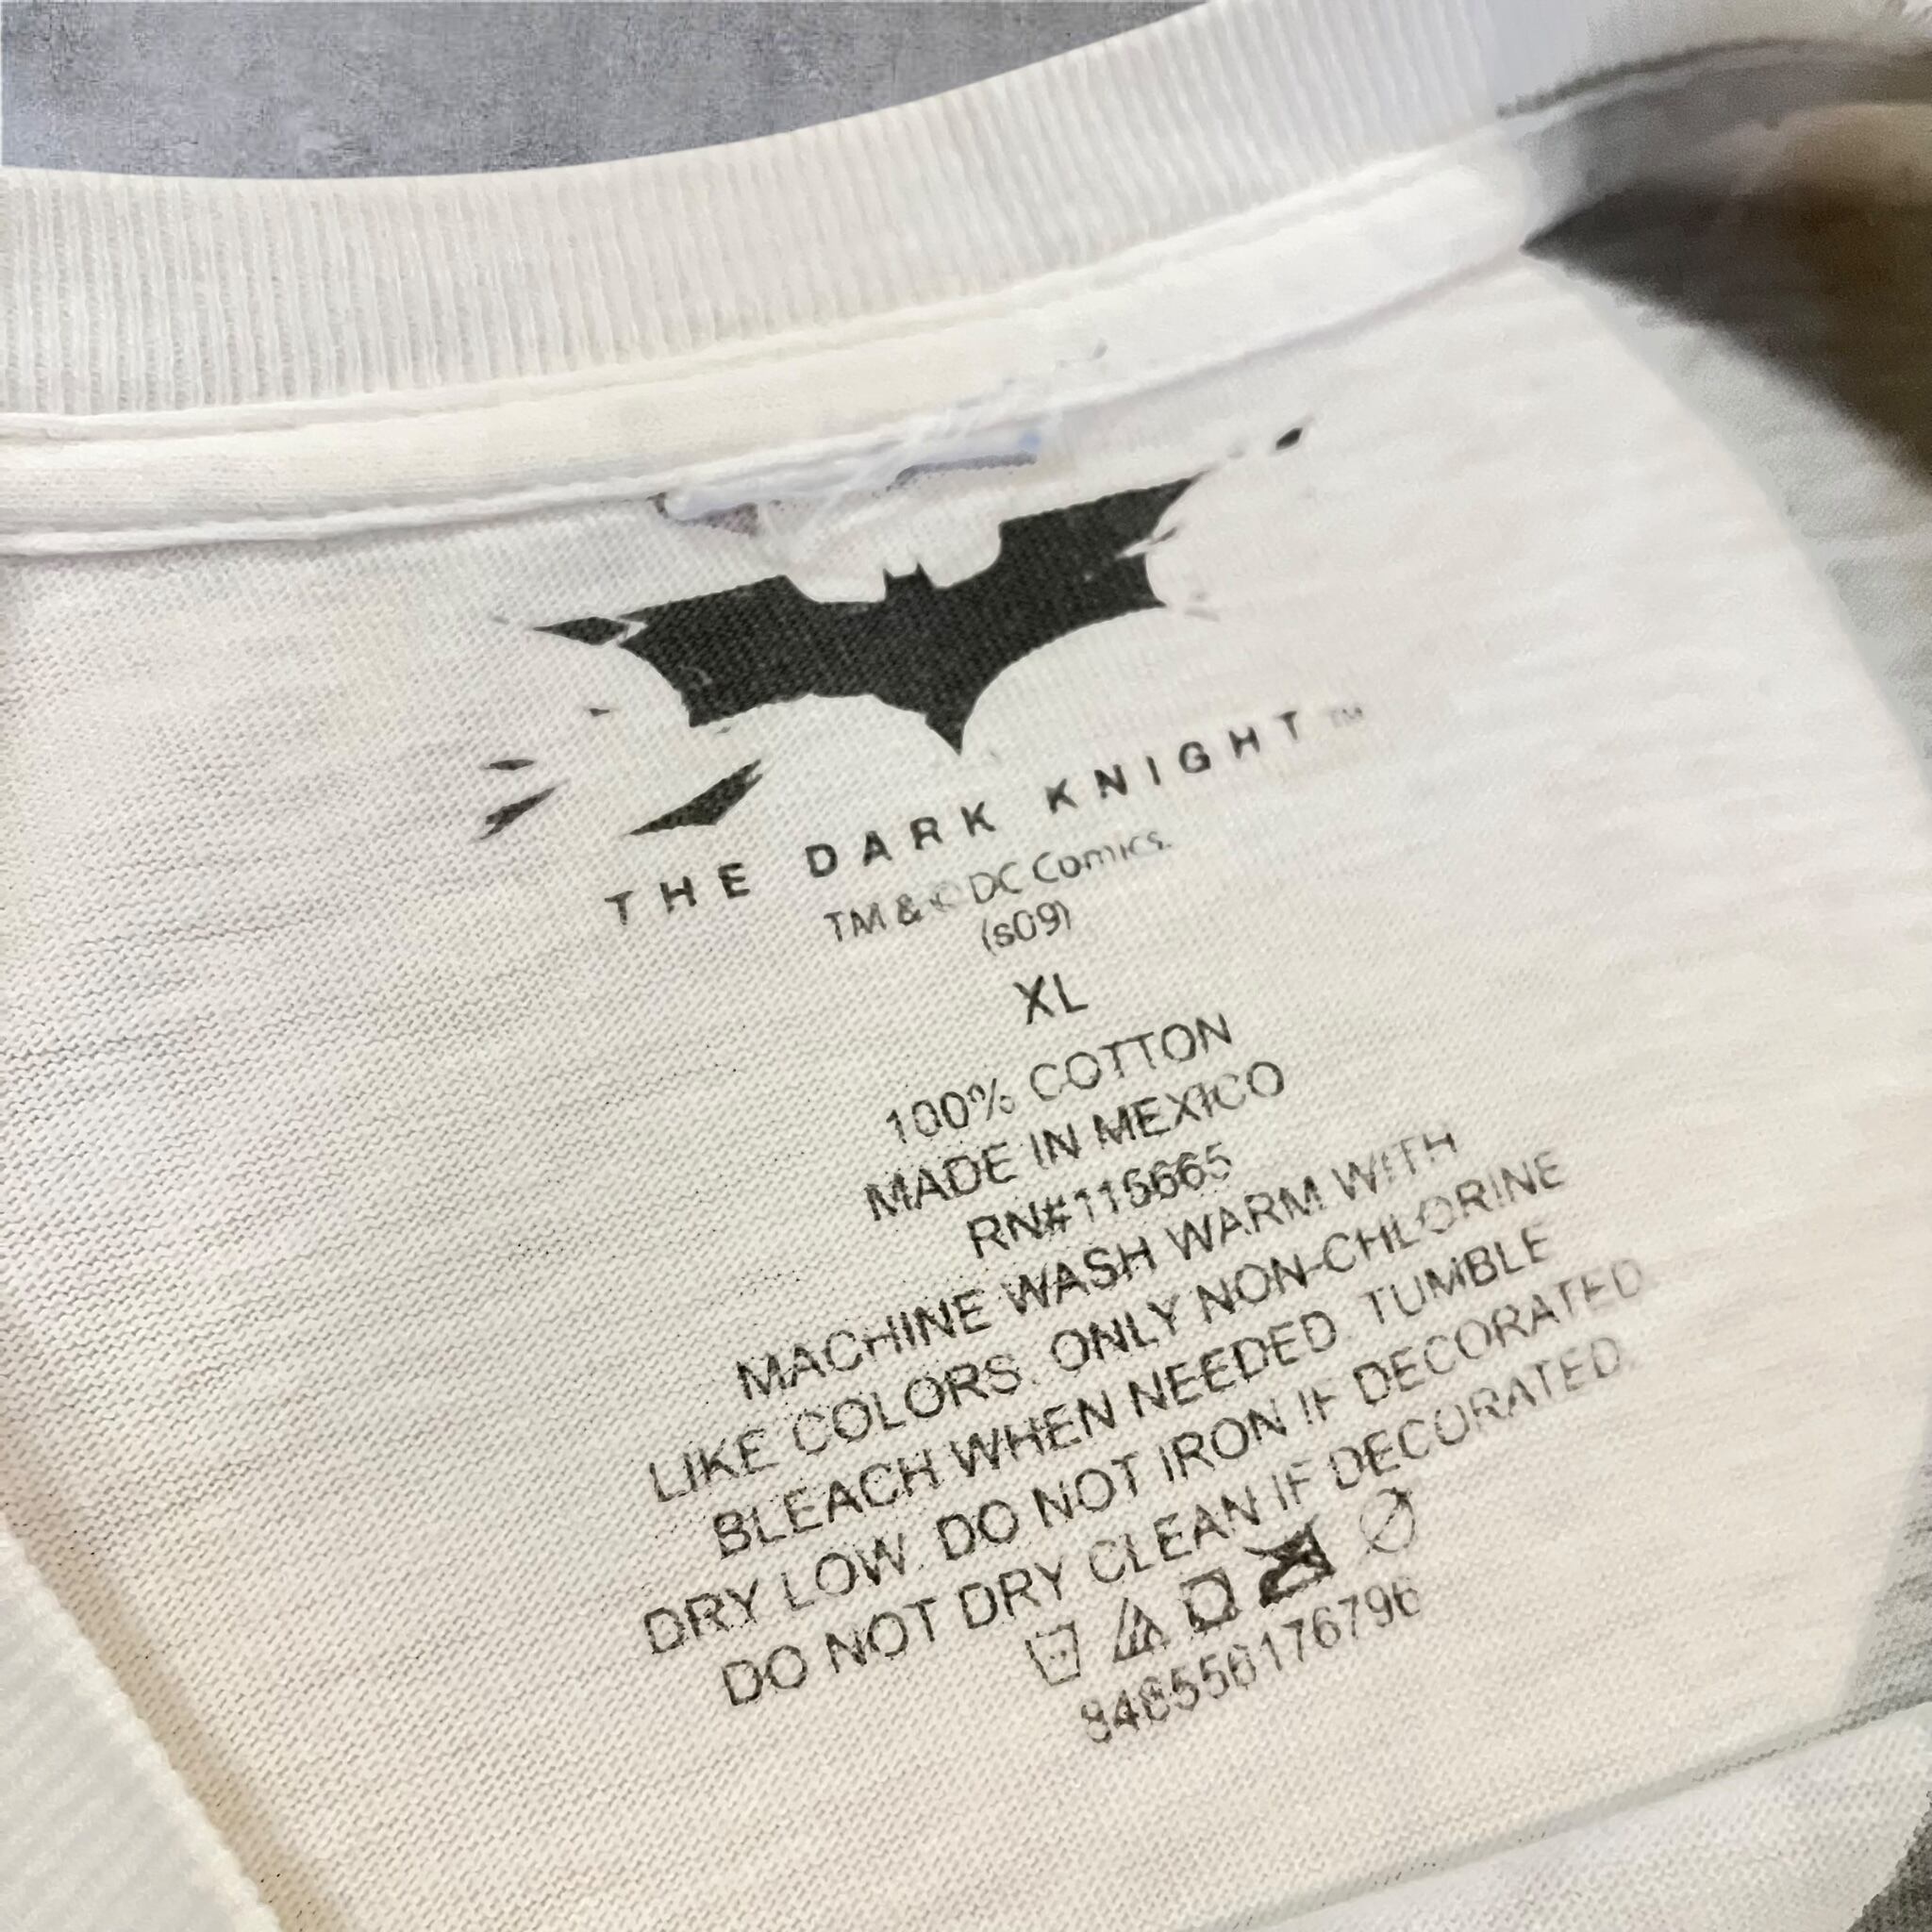 THE DARK KNIGHT™
TM & © DC Comics.
(s09)
XL
100% COTTON
MADE IN MEXICO
RN#115665
MACHINE WASH WARM WITH
LIKE COLORS. ONLY NON-CHLORINE
BLEACH WHEN NEEDED. TUMBLE
DRY LOW. DO NOT IRON IF DECORATED.
DO NOT DRY CLEAN IF DECORATED.